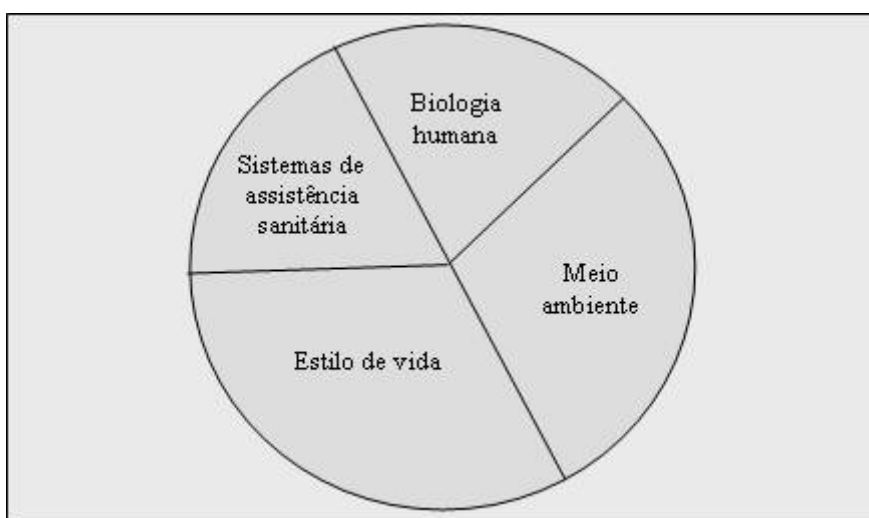 Biologia
humana
Sistemas de
assistência
sanitária
Meio
ambiente
Estilo de vida